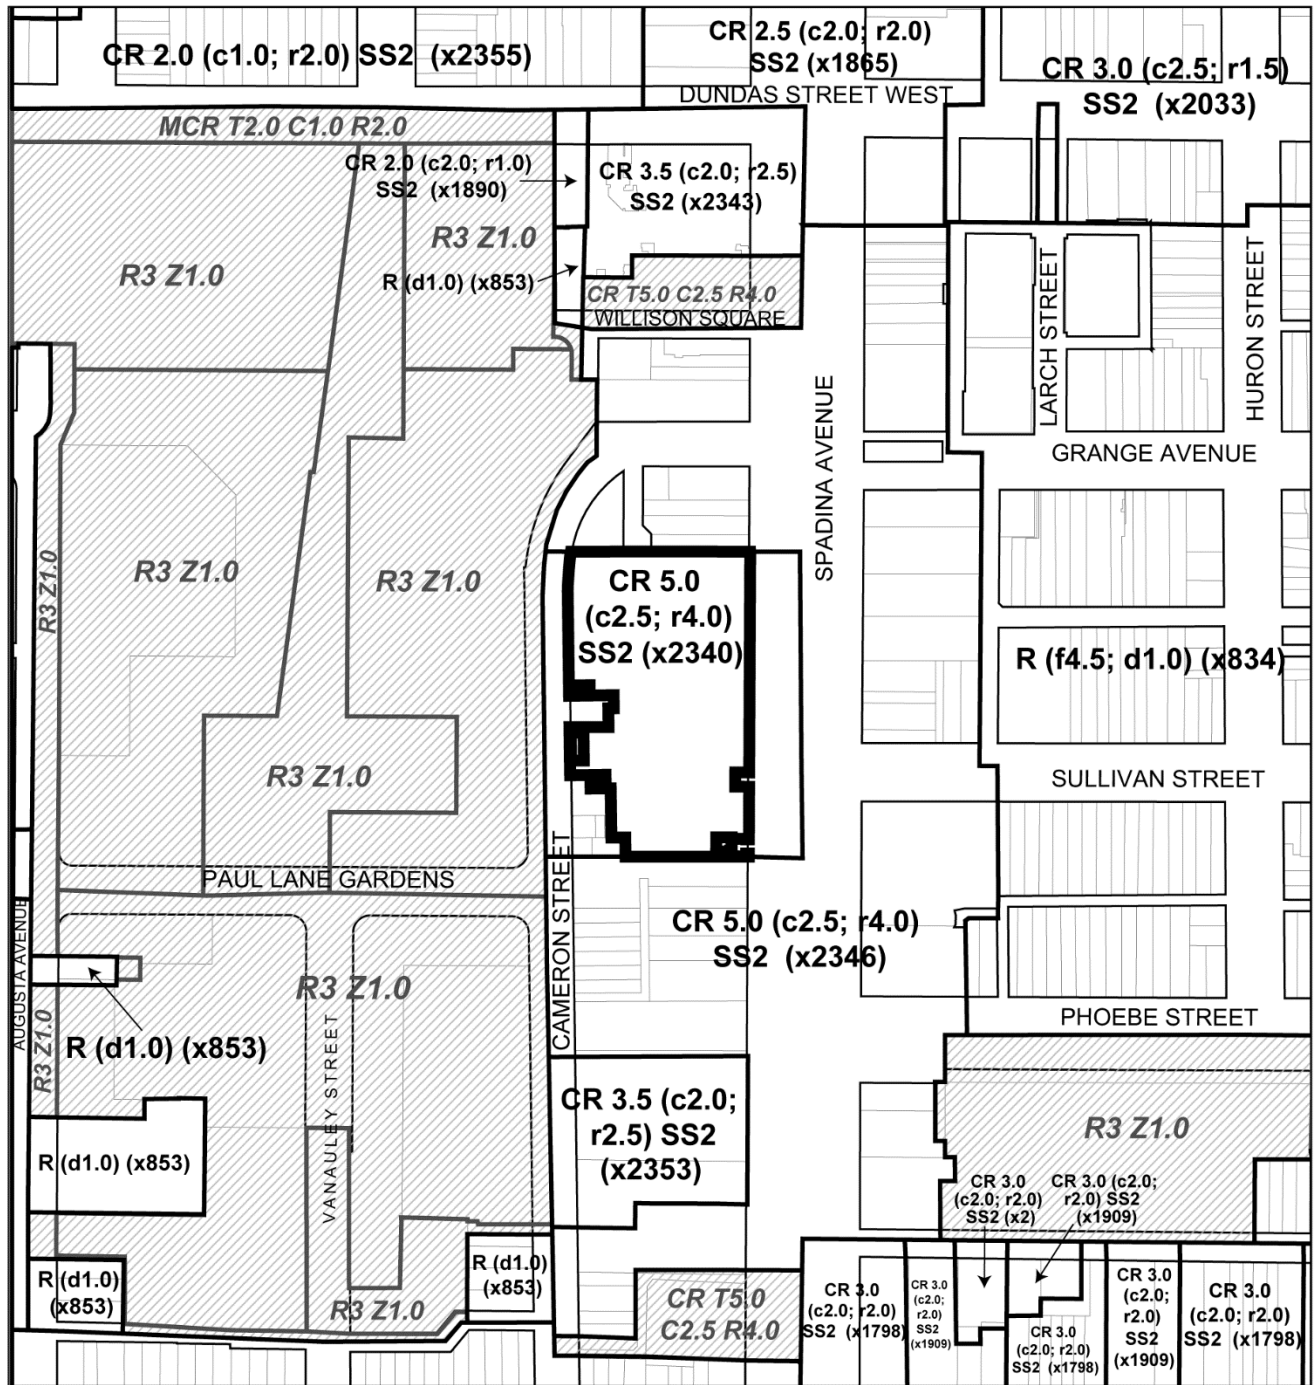 CR 2.0 (c1.0; r2.0) SS2 (x2355)
CR 2.5 (c2.0; r2.0)
SS2 (x1865)
DUNDAS STREET WEST
CR 3.0 (c2.5; r1.5)
SS2 (x2033)
MCR T2.0 C1.0 R2.0
CR 2.0 (c2.0; r1.0)
SS2 (x1890)
CR 3.5 (c2.0; r2.5)
SS2 (x2343)
R3 Z1.0
R3 Z1.0
R (d1.0) (x853)
CR T5.0 C2.5 R4.0
WILLISON SQUARE
SPADINA AVENUE
LARCH STREET
HURON STREET
GRANGE AVENUE
R3 Z1.0
R3 Z1.0
R3 Z1.0
CR 5.0
(c2.5; r4.0)
SS2 (x2340)
R (f4.5; d1.0) (x834)
R3 Z1.0
SULLIVAN STREET
PAUL LANE GARDENS
CAMERON STREET
AUGUSTA AVENUE
CR 5.0 (c2.5; r4.0)
SS2 (x2346)
R3 Z1.0
R3 Z1.0
R (d1.0) (x853)
VANAULEY STREET
PHOEBE STREET
CR 3.5 (c2.0;
r2.5) SS2
(x2353)
R3 Z1.0
R (d1.0) (x853)
CR 3.0
(c2.0; r2.0)
SS2 (x2)
CR 3.0 (c2.0;
r2.0) SS2
(x1909)
R (d1.0)
(x853)
R3 Z1.0
R (d1.0)
(x853)
CR T5.0
C2.5 R4.0
CR 3.0
(c2.0; r2.0)
SS2 (x1798)
CR 3.0
(c2.0;
r2.0)
SS2
(x1909)
CR 3.0
(c2.0; r2.0)
SS2 (x1798)
CR 3.0
(c2.0;
r2.0)
SS2
(x1909)
CR 3.0
(c2.0; r2.0)
SS2 (x1798)